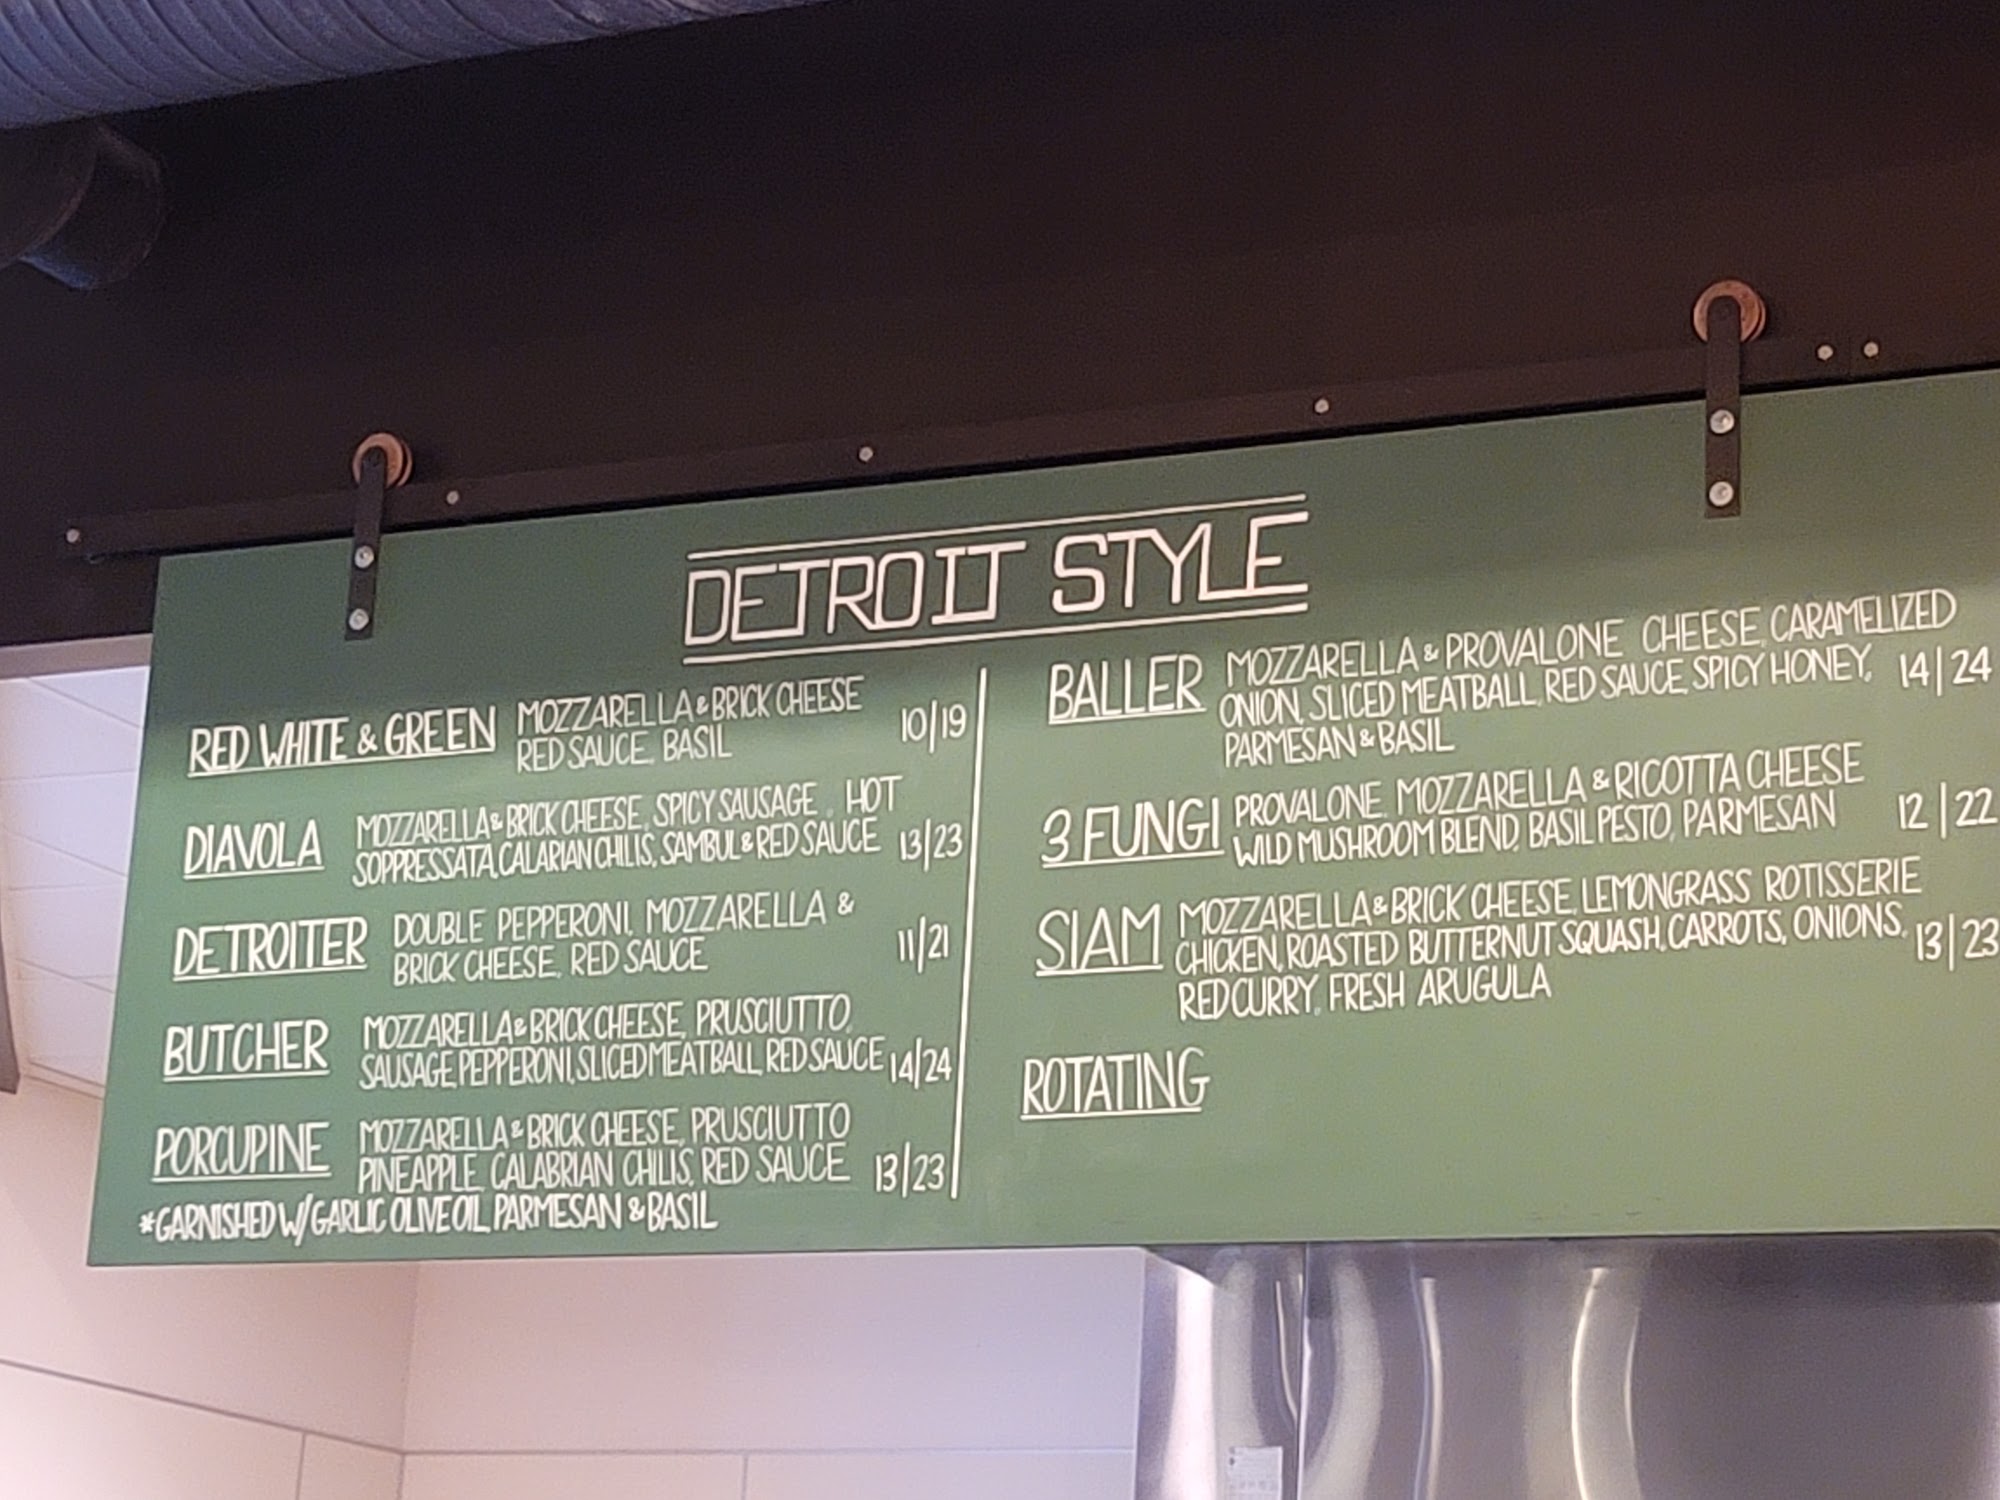 DETROIT STYLE
RED WHITE & GREEN MOZZARELLA & BRICK CHEESE
RED SAUCE, BASIL 10/19
DIAVOLA MOZZARELLA & BRICK CHEESE, SPICY SAUSAGE, HOT
SOPPRESSATA, CALARIAN CHILIS, SAMBUL & RED SAUCE 13/23
DETROITER DOUBLE PEPPERONI, MOZZARELLA &
BRICK CHEESE, RED SAUCE 11/21
BUTCHER MOZZARELLA & BRICK CHEESE, PRUSCIUTTO,
SAUSAGE, PEPPERONI, SLICED MEATBALL, RED SAUCE 14/24
PORCUPINE MOZZARELLA & BRICK CHEESE, PRUSCIUTTO
PINEAPPLE, CALABRIAN CHILIS, RED SAUCE 13/23
*GARNISHED W/ GARLIC OLIVE OIL, PARMESAN & BASIL
BALLER MOZZARELLA & PROVALONE CHEESE, CARAMELIZED
ONION, SLICED MEATBALL, RED SAUCE, SPICY HONEY, 14/24
PARMESAN & BASIL
3 FUNGI PROVALONE, MOZZARELLA & RICOTTA CHEESE
WILD MUSHROOM BLEND, BASIL PESTO, PARMESAN 12/22
SIAM MOZZARELLA & BRICK CHEESE, LEMONGRASS ROTISSERIE
CHICKEN, ROASTED BUTTERNUT SQUASH, CARROTS, ONIONS, 13/23
RED CURRY, FRESH ARUGULA
ROTATING